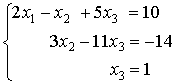 2x₁ − x₂ + 5x₃ = 10
3x₂ − 11x₃ = −14
x₃ = 1